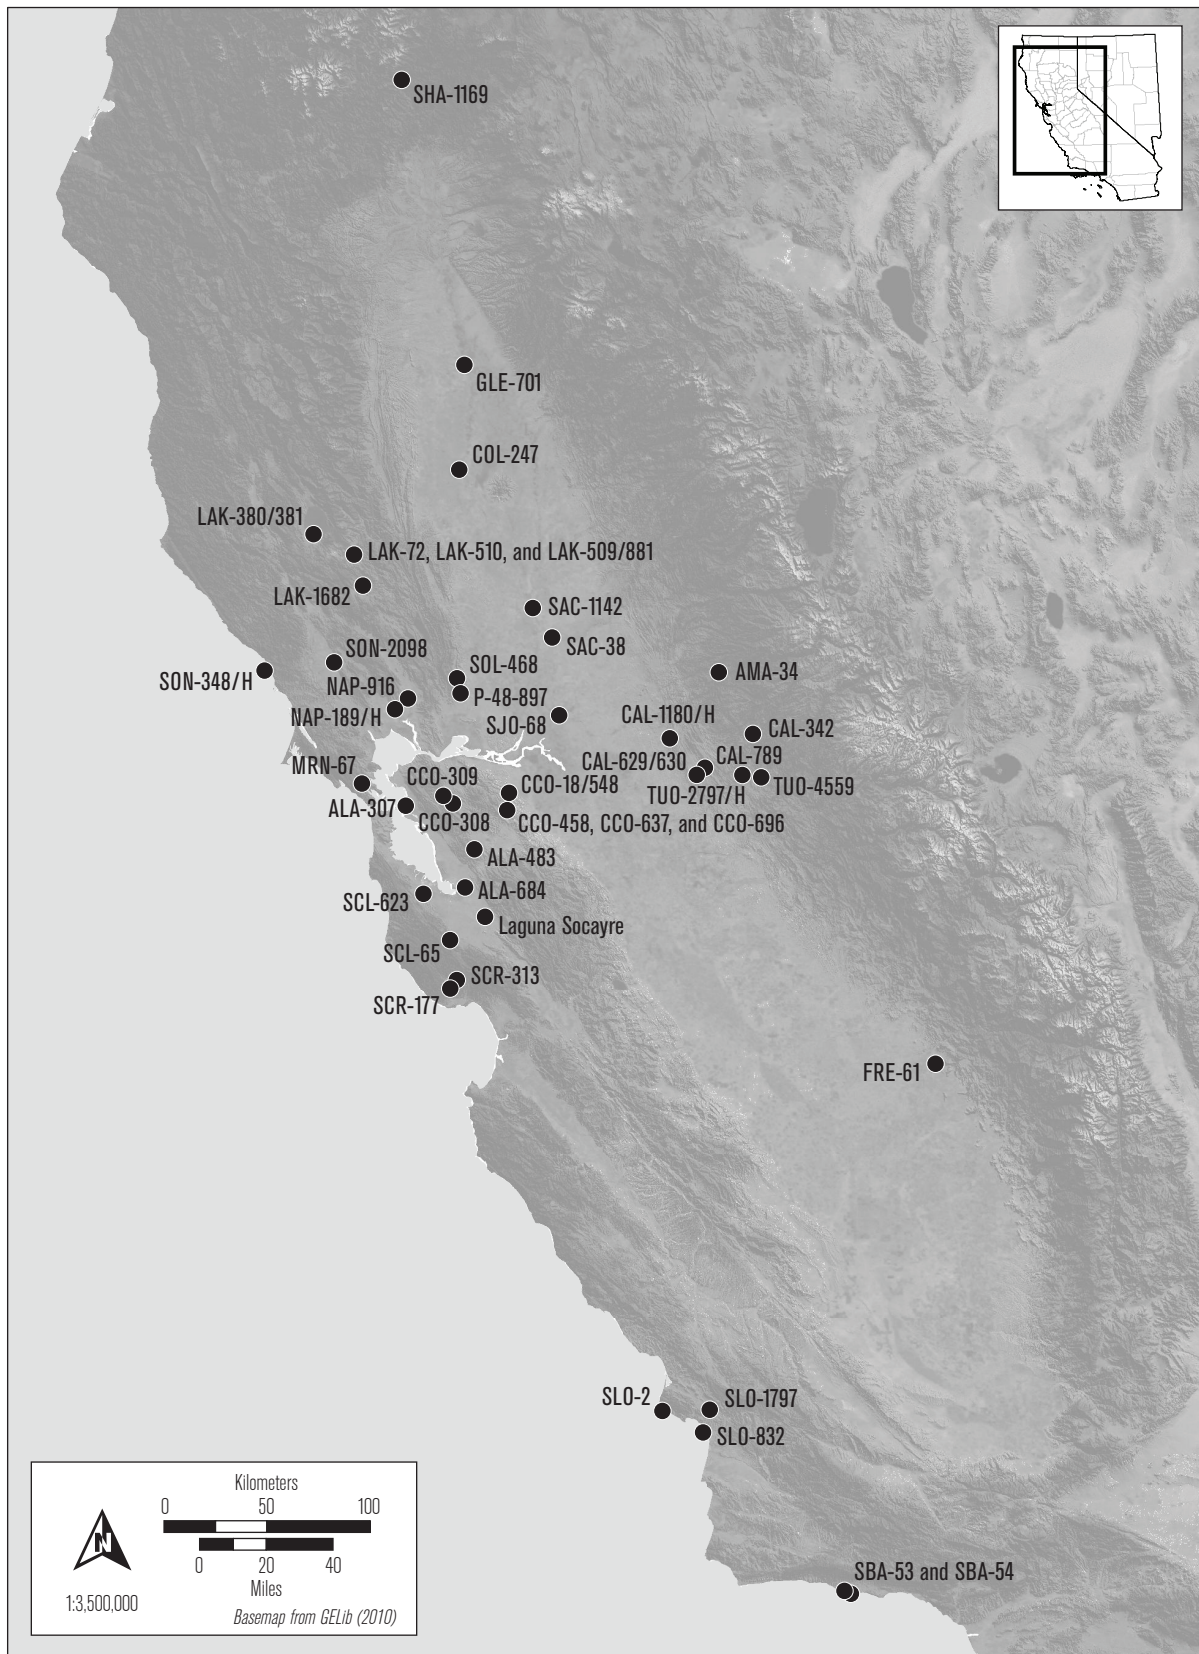 SHA-1169
GLE-701
COL-247
LAK-380/381
LAK-72, LAK-510, and LAK-509/881
LAK-1682
SAC-1142
SAC-38
SON-2098
SON-348/H
SOL-468
AMA-34
NAP-916
P-48-897
NAP-189/H
SJO-68
CAL-1180/H
CAL-342
CAL-789
CAL-629/630
MRN-67
CCO-309
CCO-18/548
TUO-4559
TUO-2797/H
ALA-307
CCO-308
CCO-458, CCO-637, and CCO-696
ALA-483
ALA-684
SCL-623
Laguna Socayre
SCL-65
SCR-313
SCR-177
FRE-61
SLO-2
SLO-1797
SLO-832
SBA-53 and SBA-54
Kilometers
0 50 100
N
0 20 40
Miles
1:3,500,000
Basemap from GELib (2010)